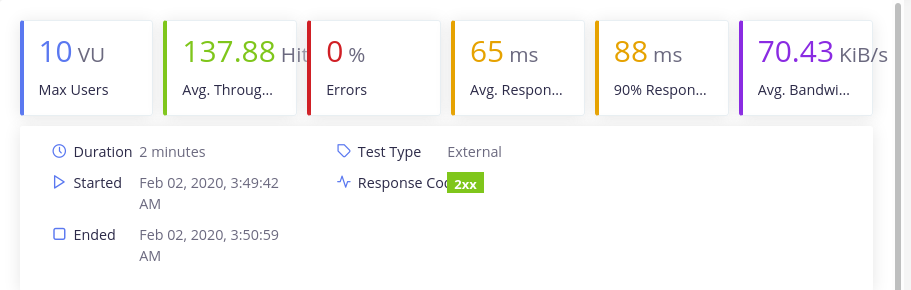 10 VU
Max Users
137.88 Hit
Avg. Throug...
0 %
Errors
65 ms
Avg. Respon...
88 ms
90% Respon...
70.43 KiB/s
Avg. Bandwi...
Duration 2 minutes
Started Feb 02, 2020, 3:49:42
AM
Ended Feb 02, 2020, 3:50:59
AM
Test Type External
Response Cod 2xx